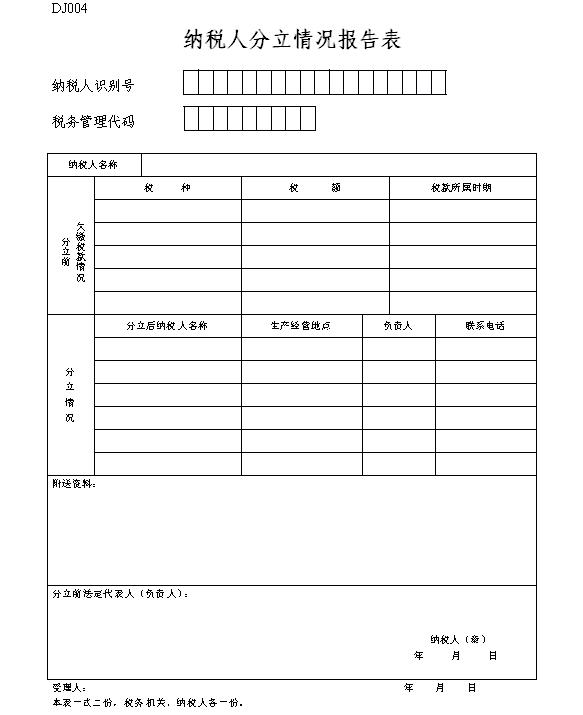 DJ004
纳税人分立情况报告表
纳税人识别号
税务管理代码
纳税人名称
分立前欠缴税款情况
税 种 税 额 税款所属时期
分立情况
分立后纳税人名称 生产经营地点 负责人 联系电话
附送资料：
分立前法定代表人（负责人）：
纳税人（章）
年 月 日
受理人： 年 月 日
本表一式二份，税务机关、纳税人各一份。